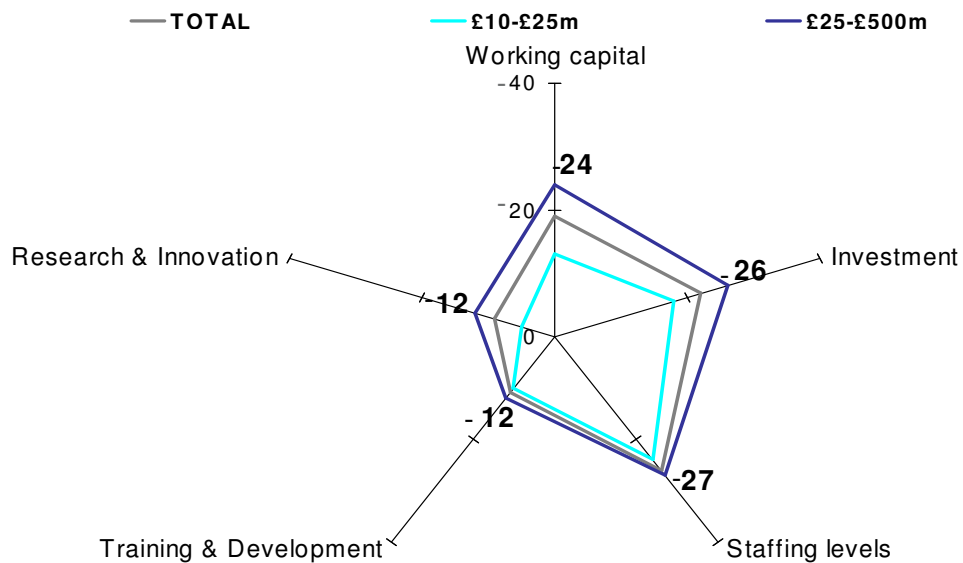 TOTAL £10-£25m £25-£500m
Working capital
-40
-24
-20
Research & Innovation
Investment
-26
-12
0
- 12
-27
Training & Development
Staffing levels